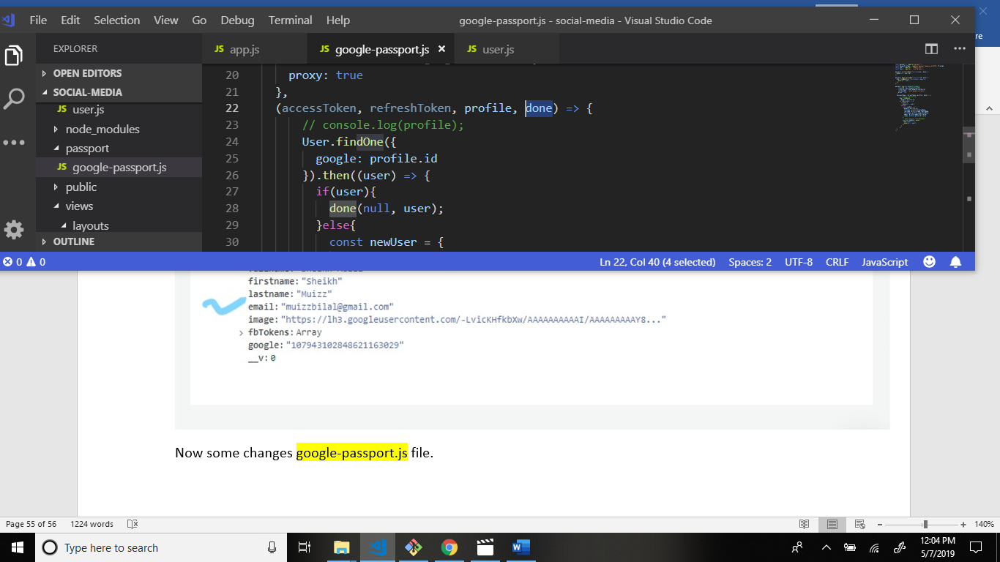 File Edit Selection View Go Debug Terminal Help
google-passport.js - social-media - Visual Studio Code
re
EXPLORER
JS app.js
JS google-passport.js ×
JS user.js
OPEN EDITORS
SOCIAL-MEDIA
JS user.js
node_modules
passport
JS google-passport.js
public
views
layouts
OUTLINE
20 proxy: true
21 },
22 (accessToken, refreshToken, profile, done) => {
23 // console.log(profile);
24 User.findOne({
25 google: profile.id
26 }).then((user) => {
27 if(user){
28 done(null, user);
29 }else{
30 const newUser = {
0 0
Ln 22, Col 40 (4 selected) Spaces: 2 UTF-8 CRLF JavaScript
firstname: "Sheikh"
lastname: "Muizz"
email: "muizzbilal@gmail.com"
image: "https://lh3.googleusercontent.com/-LvicKHfkbXw/AAAAAAAAAAI/AAAAAAAAAY8..."
> fbTokens: Array
google: "107943102848621163029"
__v: 0
Now some changes google-passport.js file.
Page 55 of 56 1224 words
140%
Type here to search
12:04 PM
5/7/2019